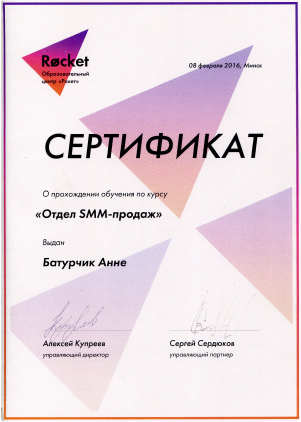 Røcket
Образовательный
центр «Рокет»
08 февраля 2016, Минск
СЕРТИФИКАТ
О прохождении обучения по курсу
«Отдел SMM-продаж»
Выдан
Батурчик Анне
Алексей Купреев
управляющий директор
Сергей Сердюков
управляющий партнер